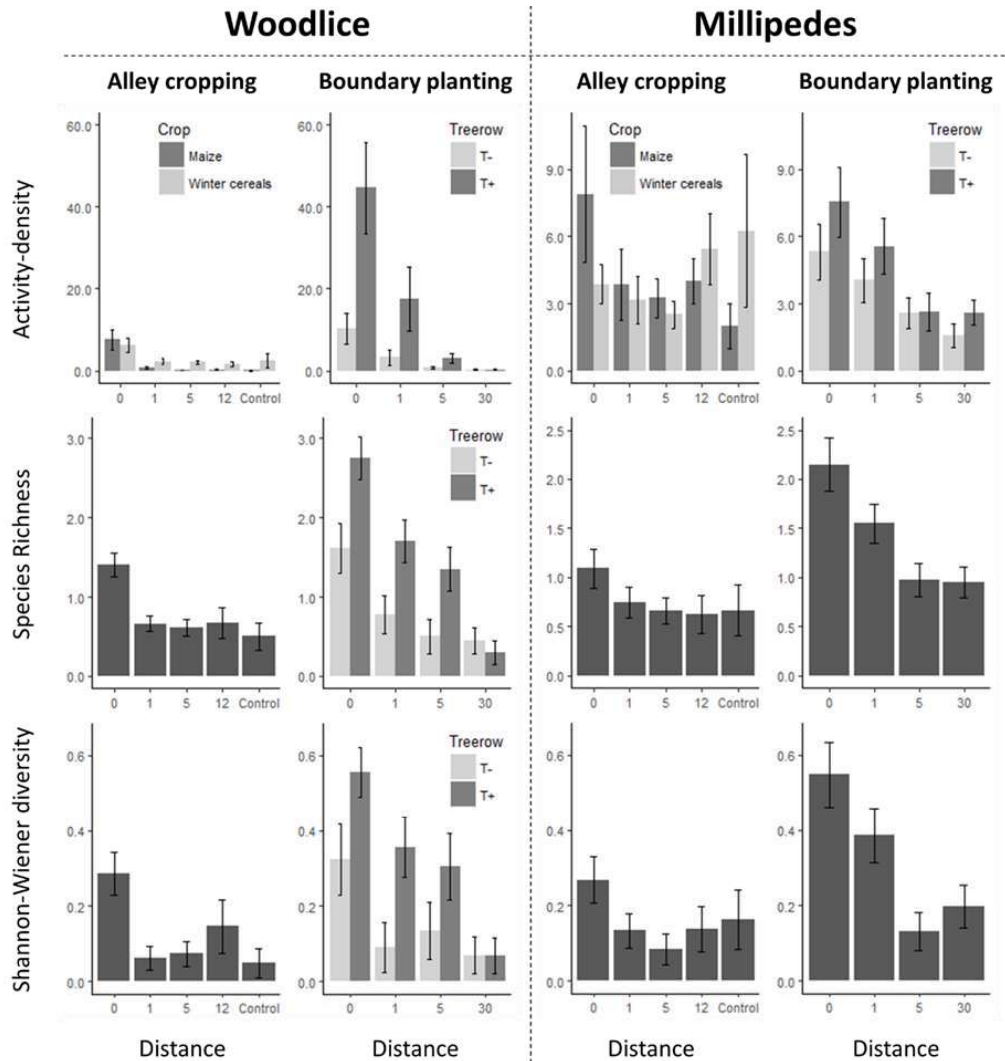 Woodlice
Millipedes
Alley cropping
Boundary planting
Alley cropping
Boundary planting
Activity-density
60.0
40.0
20.0
0.0
Crop
Maize
Winter cereals
0 1 5 12 Control
60.0
40.0
20.0
0.0
Treerow
T-
T+
0 1 5 30
9.0
6.0
3.0
0.0
Crop
Maize
Winter cereals
0 1 5 12 Control
9.0
6.0
3.0
0.0
Treerow
T-
T+
0 1 5 30
Species Richness
3.0
2.0
1.0
0.0
0 1 5 12 Control
3.0
2.0
1.0
0.0
Treerow
T-
T+
0 1 5 30
2.5
2.0
1.5
1.0
0.5
0.0
0 1 5 12 Control
2.5
2.0
1.5
1.0
0.5
0.0
0 1 5 30
Shannon-Wiener diversity
0.6
0.4
0.2
0.0
0 1 5 12 Control
0.6
0.4
0.2
0.0
Treerow
T-
T+
0 1 5 30
0.6
0.4
0.2
0.0
0 1 5 12 Control
0.6
0.4
0.2
0.0
0 1 5 30
Distance
Distance
Distance
Distance